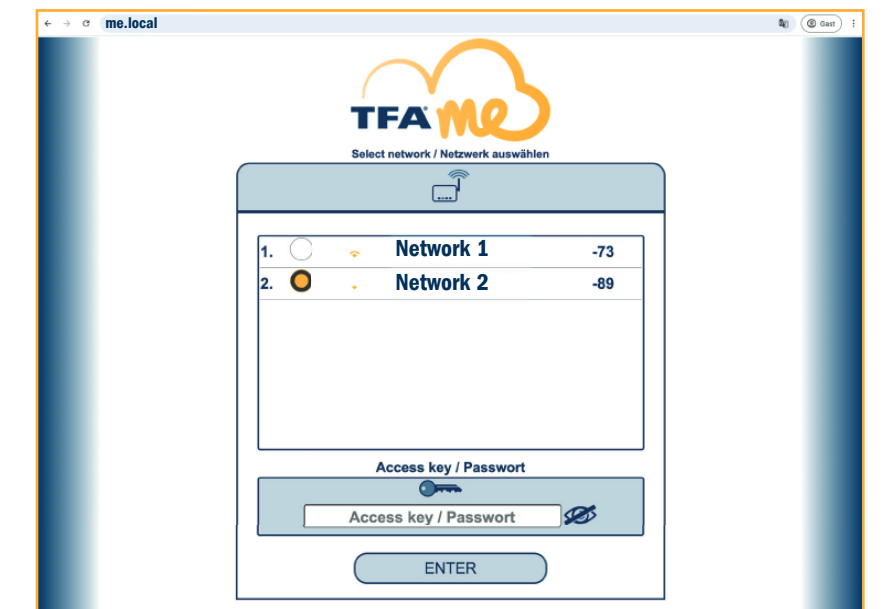 me.local
Gast
TFA me
Select network / Netzwerk auswählen
1. Network 1 -73
2. Network 2 -89
Access key / Passwort
Access key / Passwort
ENTER